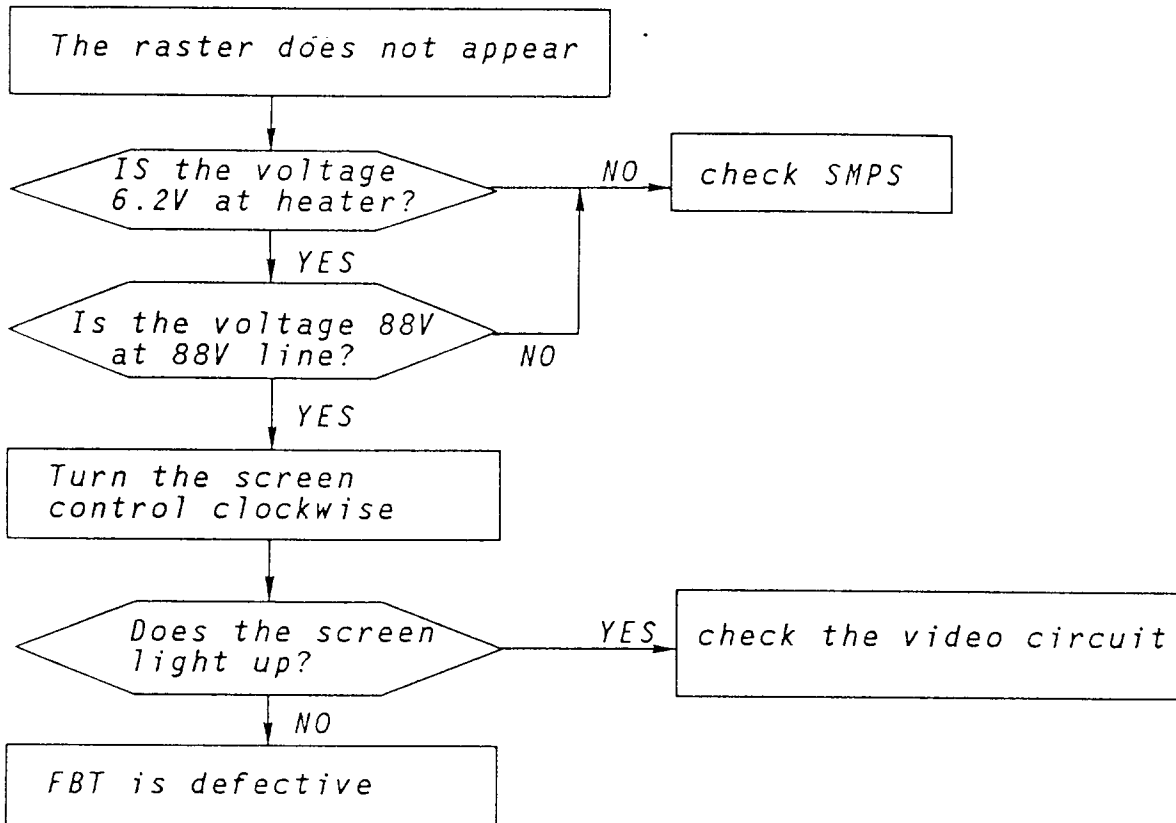 The raster does not appear
IS the voltage
6.2V at heater?
NO
check SMPS
YES
Is the voltage 88V
at 88V line?
NO
YES
Turn the screen
control clockwise
Does the screen
light up?
YES
check the video circuit
NO
FBT is defective